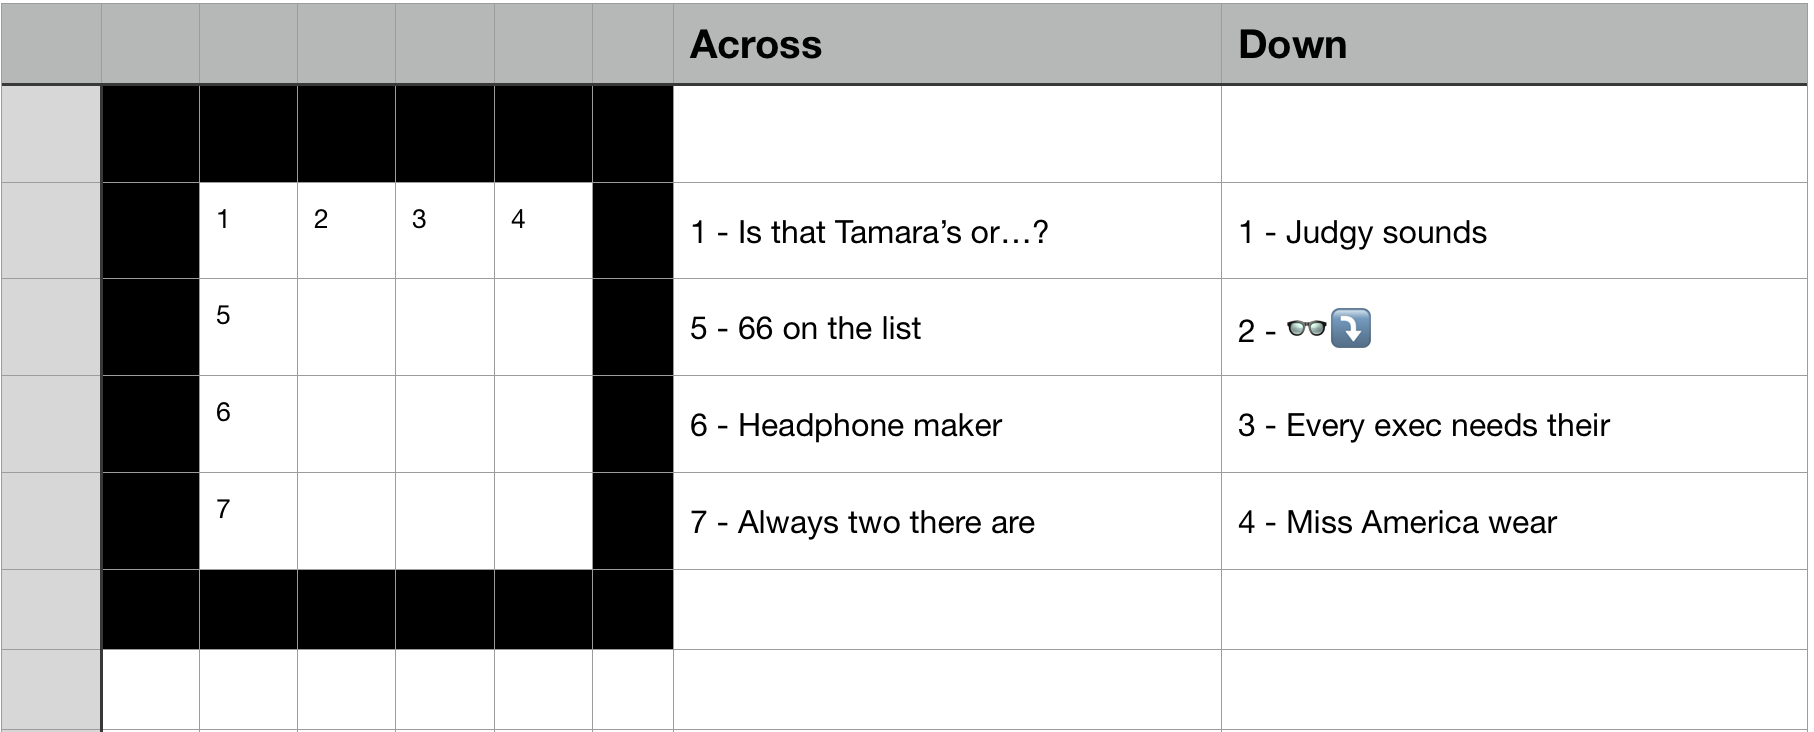 Across Down
1 2 3 4 1 - Is that Tamara’s or…? 1 - Judgy sounds
5 5 - 66 on the list 2 - 👓⤵️
6 6 - Headphone maker 3 - Every exec needs their
7 7 - Always two there are 4 - Miss America wear